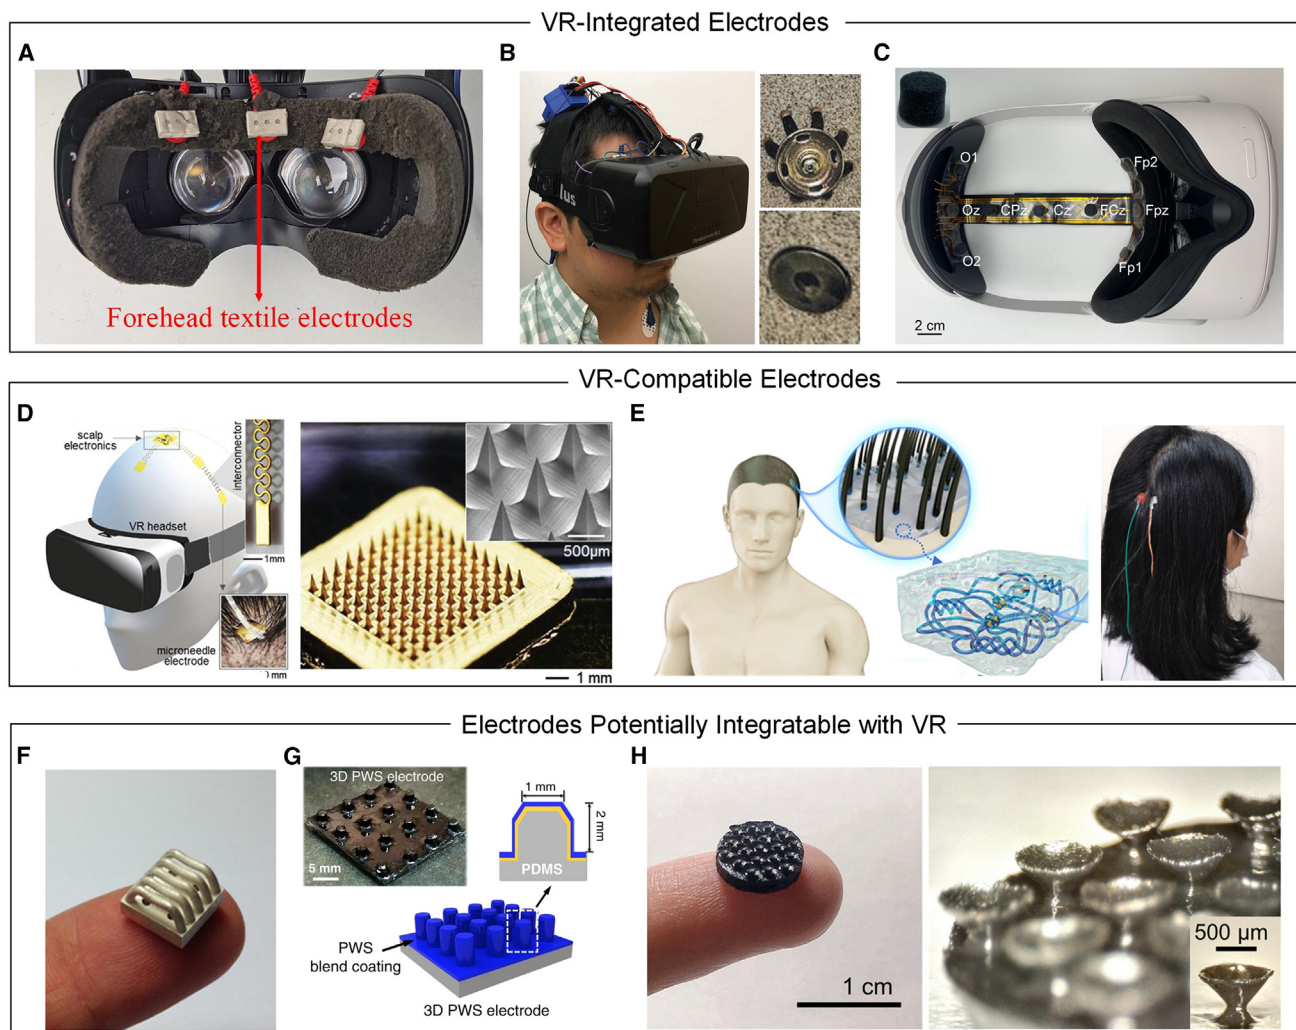 VR-Integrated Electrodes
A
Forehead textile electrodes
B
lus
C
O1
Oz
O2
CPz
Cz
FCz
Fpz
Fp2
Fp1
2 cm
VR-Compatible Electrodes
D
scalp
electronics
interconnector
VR headset
1mm
microneedle
electrode
500µm
1 mm
E
Electrodes Potentially Integratable with VR
F
G
3D PWS electrode
5 mm
1 mm
2 mm
PDMS
PWS
blend coating
3D PWS electrode
H
1 cm
500 µm